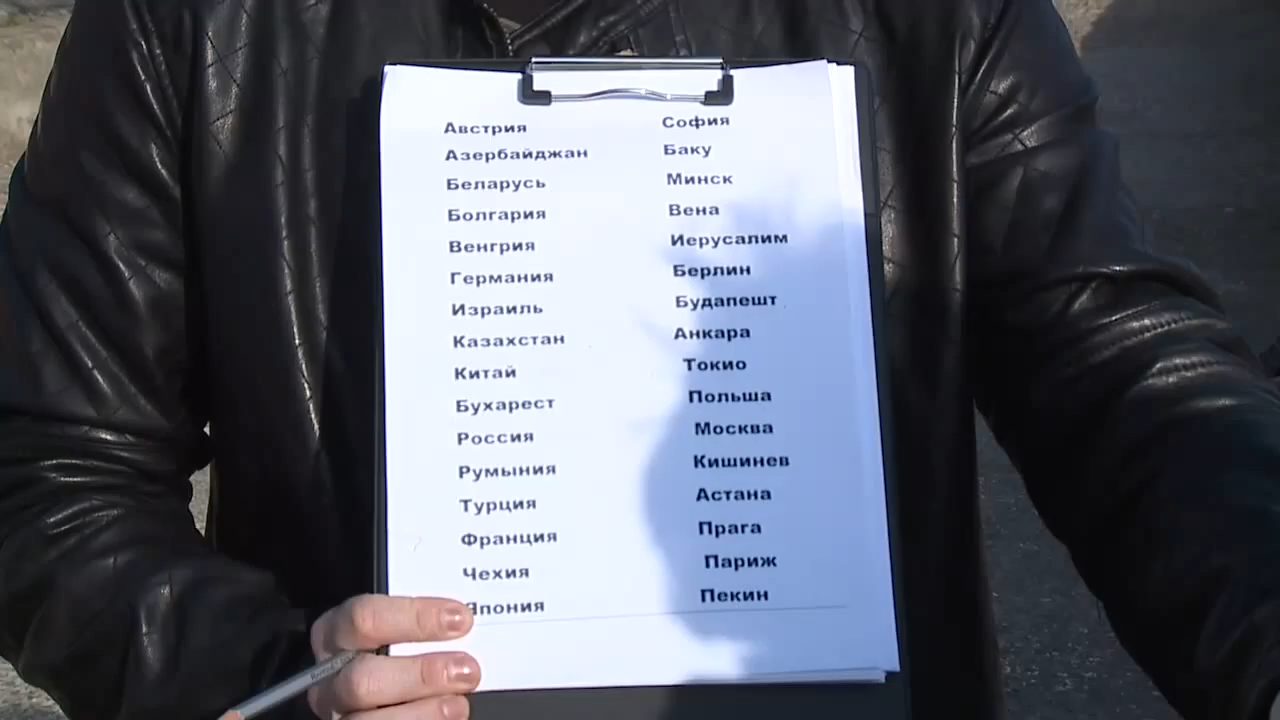 Австрия София
Азербайджан Баку
Беларусь Минск
Болгария Вена
Венгрия Иерусалим
Германия Берлин
Израиль Будапешт
Казахстан Анкара
Китай Токио
Бухарест Польша
Россия Москва
Румыния Кишинев
Турция Астана
Франция Прага
Чехия Париж
Япония Пекин